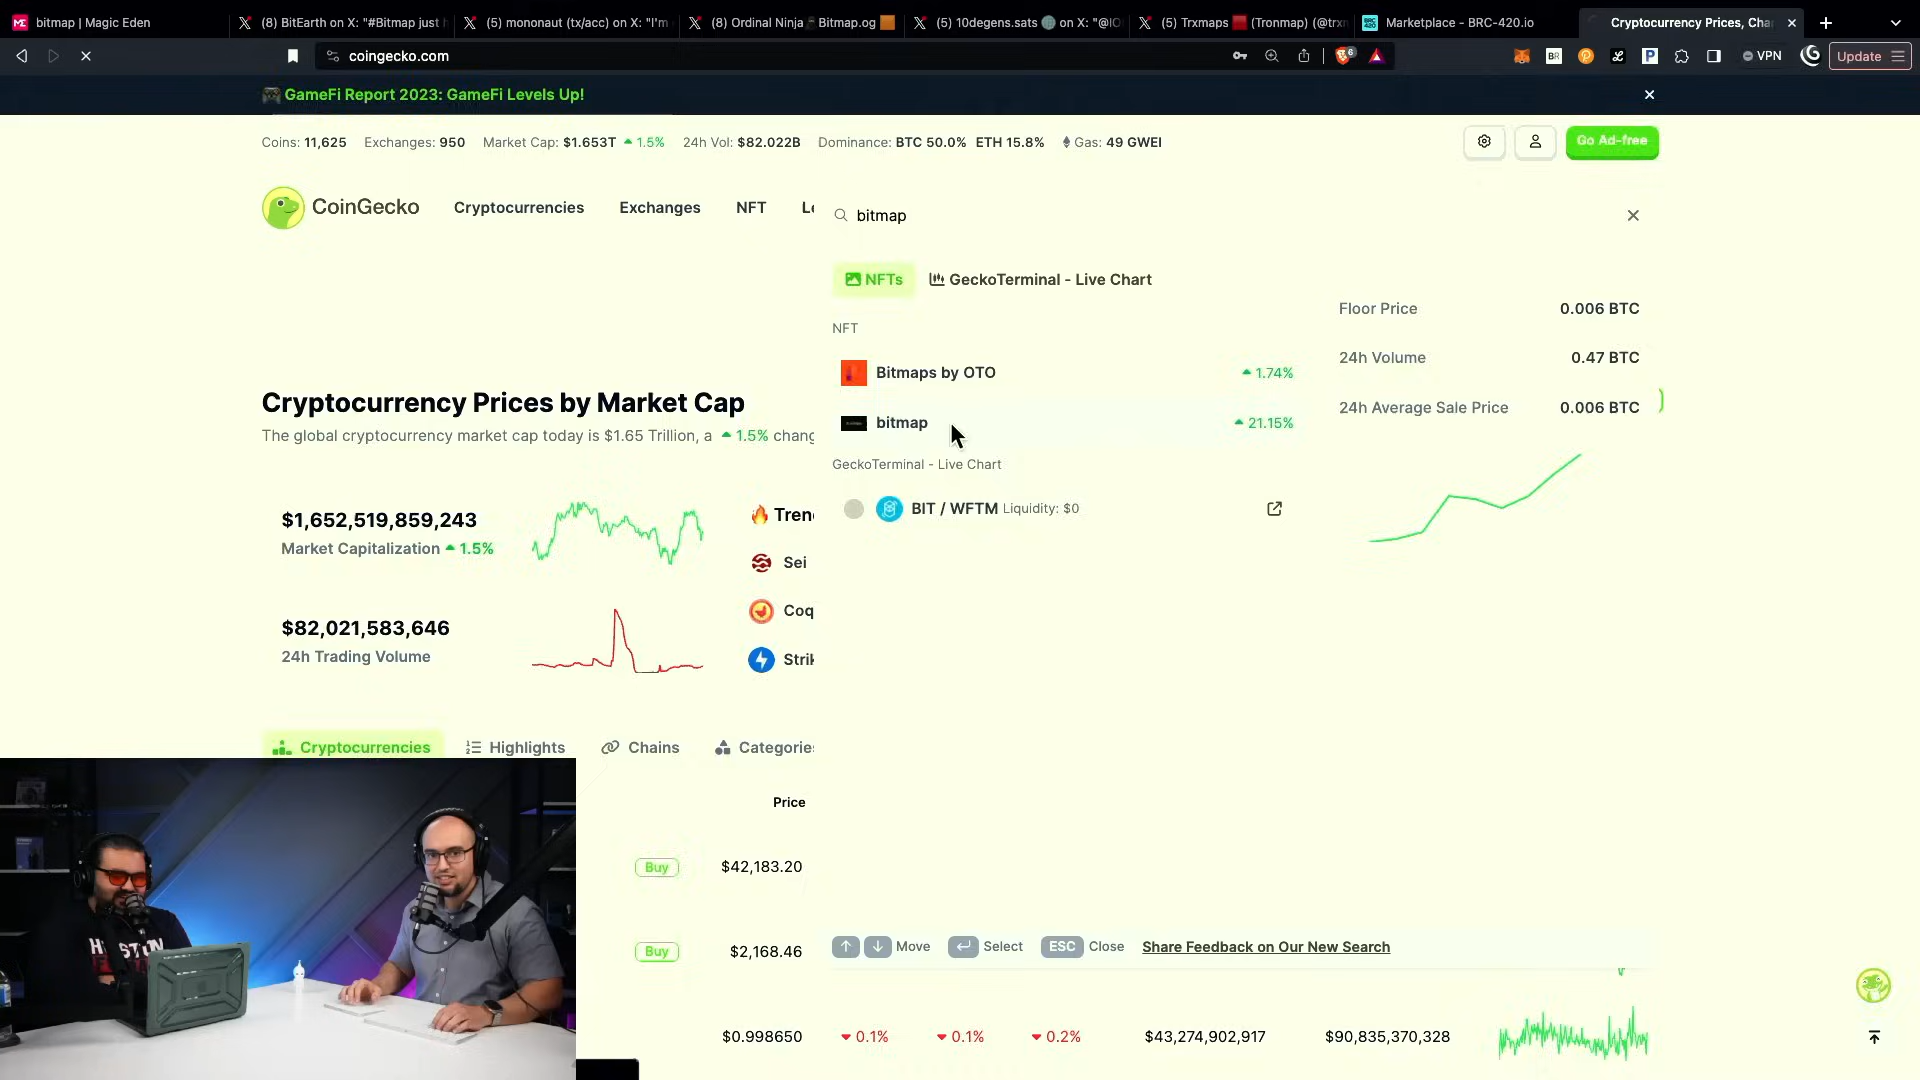 bitmap | Magic Eden
(8) BitEarth on X: "#Bitmap just h
(5) mononaut (tx/acc) on X: "I'm
(8) Ordinal Ninja Bitmap.og
(5) 10degens.sats on X: "@IO
(5) Trxmaps (Tronmap) (@trxn
Marketplace - BRC-420.io
Cryptocurrency Prices, Cha
coingecko.com
6
VPN
Update
GameFi Report 2023: GameFi Levels Up!
Coins: 11,625 Exchanges: 950 Market Cap: $1.653T 1.5% 24h Vol: $82.022B Dominance: BTC 50.0% ETH 15.8% Gas: 49 GWEI
Go Ad-free
CoinGecko
Cryptocurrencies Exchanges NFT
bitmap
NFTs
GeckoTerminal - Live Chart
NFT
Bitmaps by OTO 1.74%
bitmap 21.15%
GeckoTerminal - Live Chart
BIT / WFTM Liquidity: $0
Floor Price 0.006 BTC
24h Volume 0.47 BTC
24h Average Sale Price 0.006 BTC
Cryptocurrency Prices by Market Cap
The global cryptocurrency market cap today is $1.65 Trillion, a 1.5% chang
$1,652,519,859,243
Market Capitalization 1.5%
$82,021,583,646
24h Trading Volume
Tren
Sei
Coq
Strik
Cryptocurrencies Highlights Chains Categories
Price
Buy $42,183.20
Buy $2,168.46
Move Select ESC Close Share Feedback on Our New Search
$0.998650 0.1% 0.1% 0.2% $43,274,902,917 $90,835,370,328